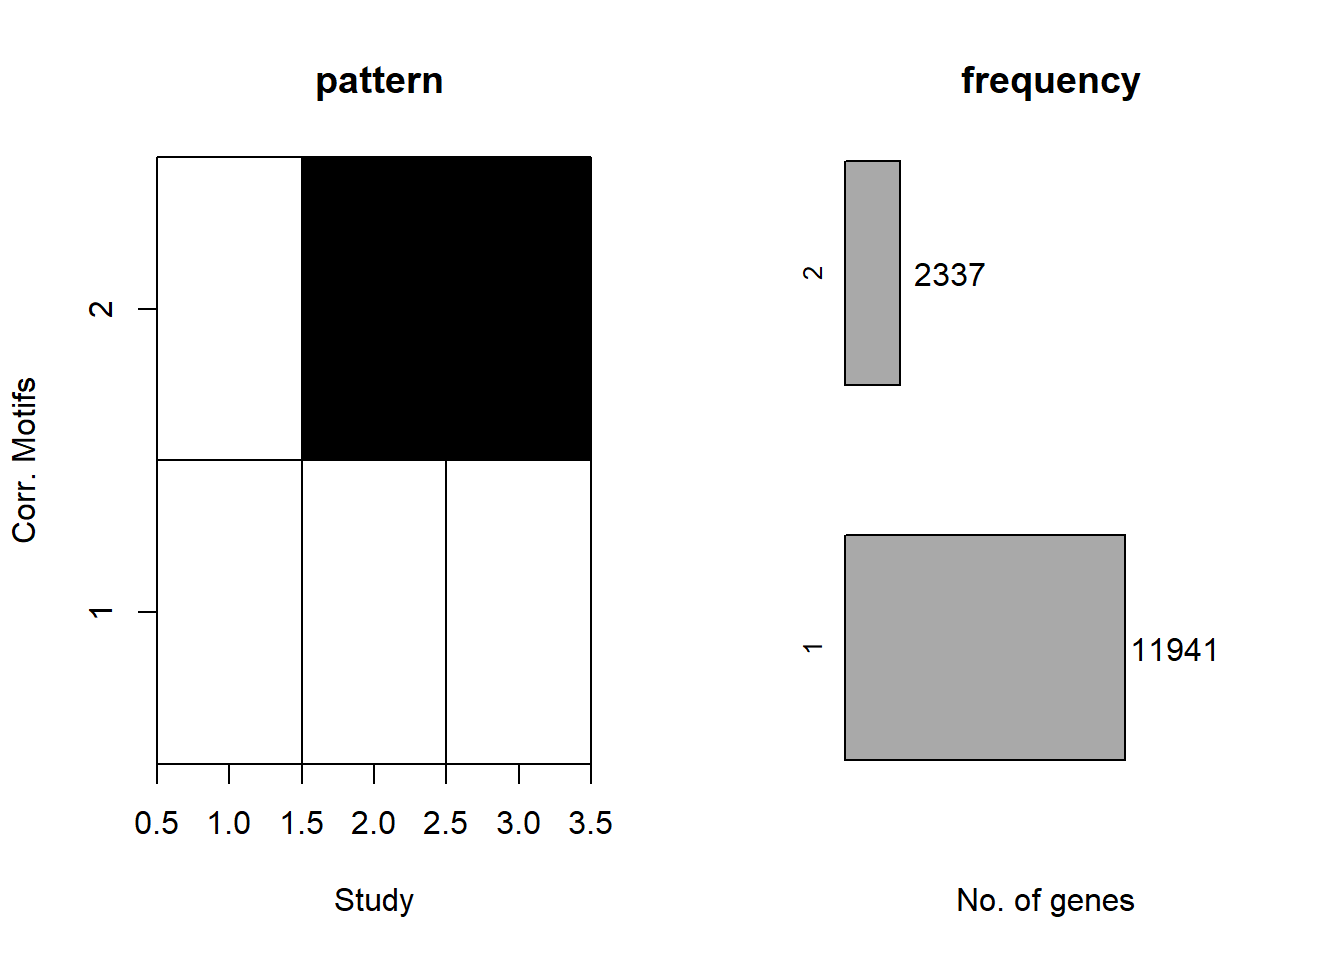 pattern
Corr. Motifs
2
1
0.5 1.0 1.5 2.0 2.5 3.0 3.5
Study
frequency
2
2337
1
11941
No. of genes